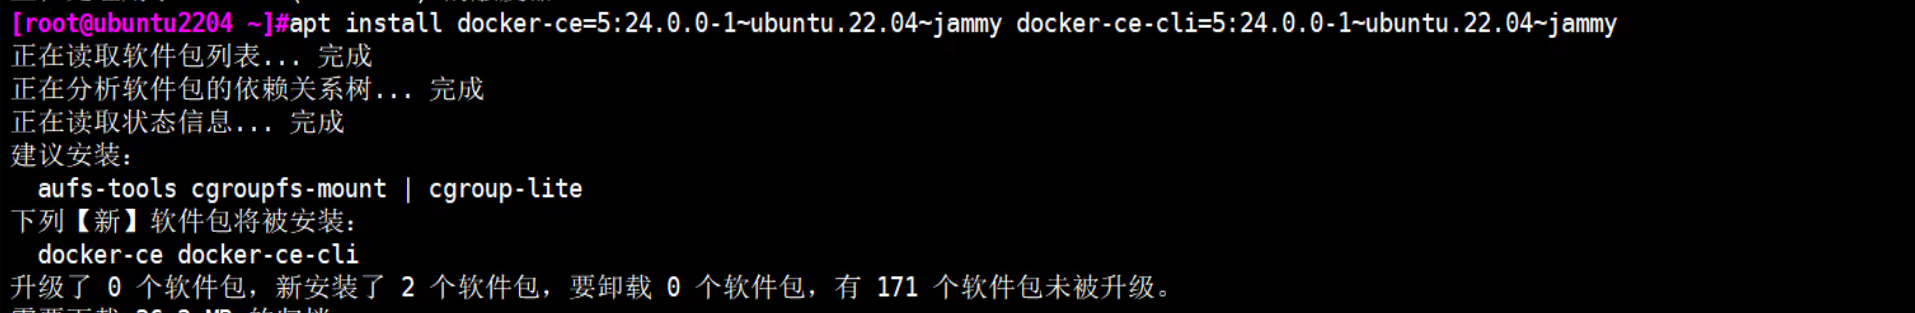 [root@ubuntu2204 ~]#apt install docker-ce=5:24.0.0-1~ubuntu.22.04~jammy docker-ce-cli=5:24.0.0-1~ubuntu.22.04~jammy
正在读取软件包列表... 完成
正在分析软件包的依赖关系树... 完成
正在读取状态信息... 完成
建议安装：
  aufs-tools cgroupfs-mount | cgroup-lite
下列【新】软件包将被安装：
  docker-ce docker-ce-cli
升级了 0 个软件包，新安装了 2 个软件包，要卸载 0 个软件包，有 171 个软件包未被升级。